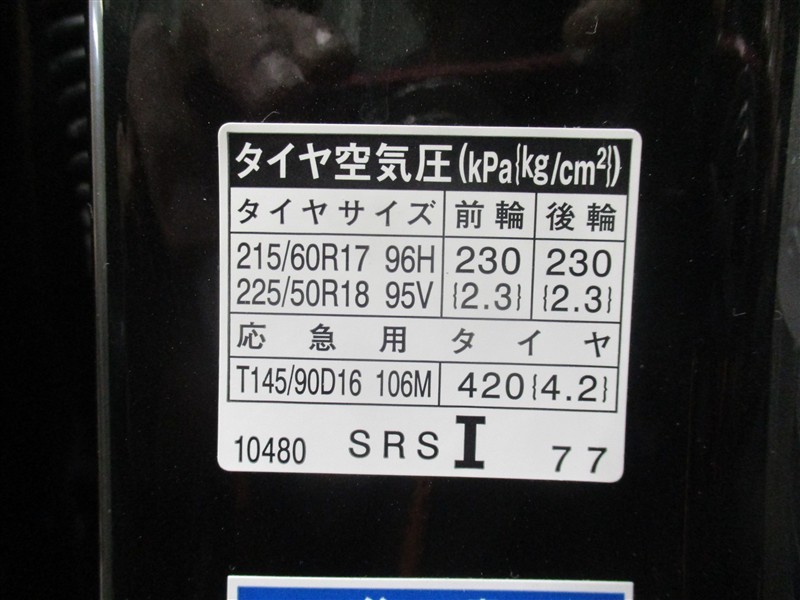 タイヤ空気圧(kPa{kg/cm²})
タイヤサイズ 前輪 後輪
215/60R17 96H 230 230
225/50R18 95V {2.3} {2.3}
応急用タイヤ
T145/90D16 106M 420{4.2}
10480 SRS I 77